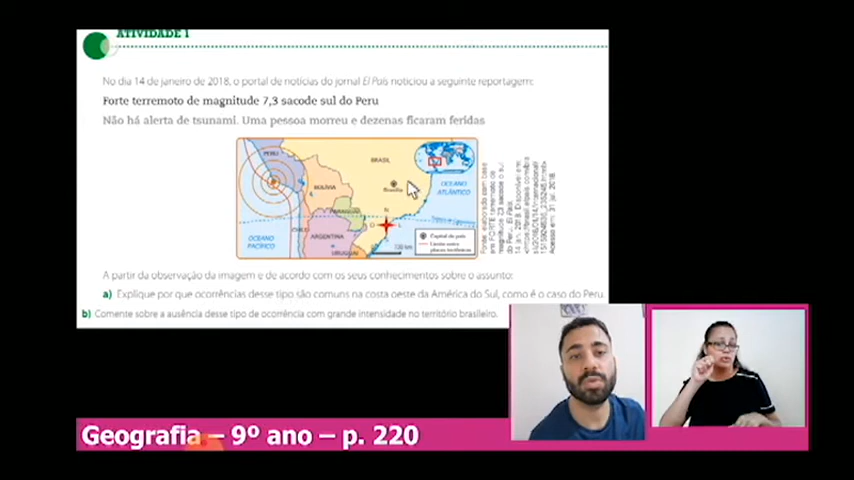 ATIVIDADE 1
No dia 14 de janeiro de 2018, o portal de notícias do jornal El País noticiou a seguinte reportagem:
Forte terremoto de magnitude 7,3 sacode sul do Peru
Não há alerta de tsunami. Uma pessoa morreu e dezenas ficaram feridas
PERU
BRASIL
BOLÍVIA
Brasília
OCEANO
ATLÂNTICO
PARAGUAI
N
O
L
CHILE
ARGENTINA
OCEANO
PACÍFICO
URUGUAI
Capital do país
A partir da observação da imagem e de acordo com os seus conhecimentos sobre o assunto:
a) Explique por que ocorrências desse tipo são comuns na costa oeste da América do Sul, como é o caso do Peru.
b) Comente sobre a ausência desse tipo de ocorrência com grande intensidade no território brasileiro.
Geografia – 9º ano – p. 220